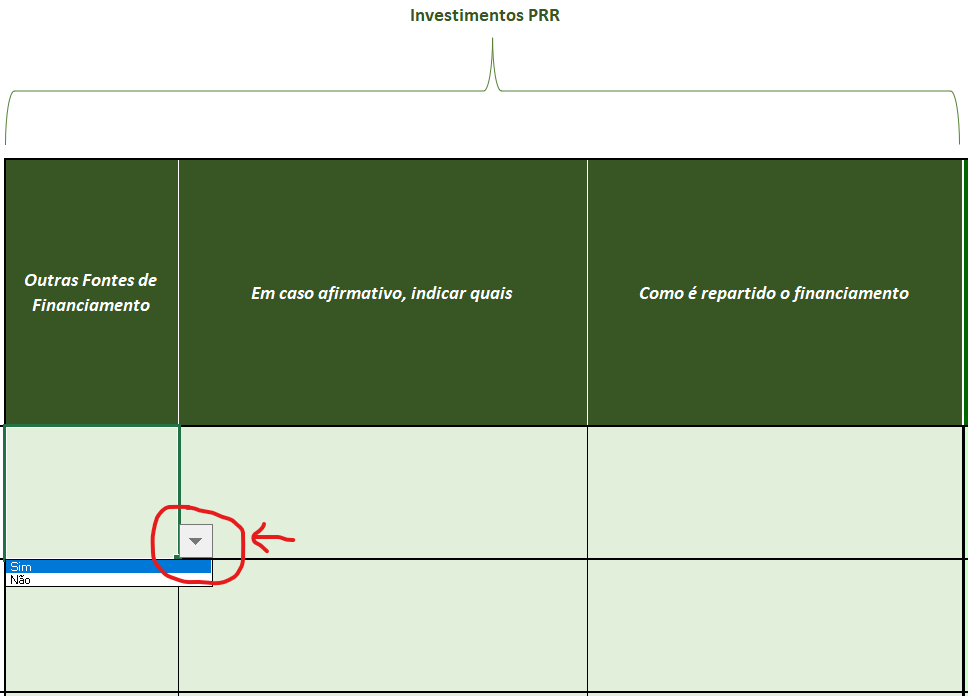 Investimentos PRR
Outras Fontes de
Financiamento
Em caso afirmativo, indicar quais
Como é repartido o financiamento
Sim
Não